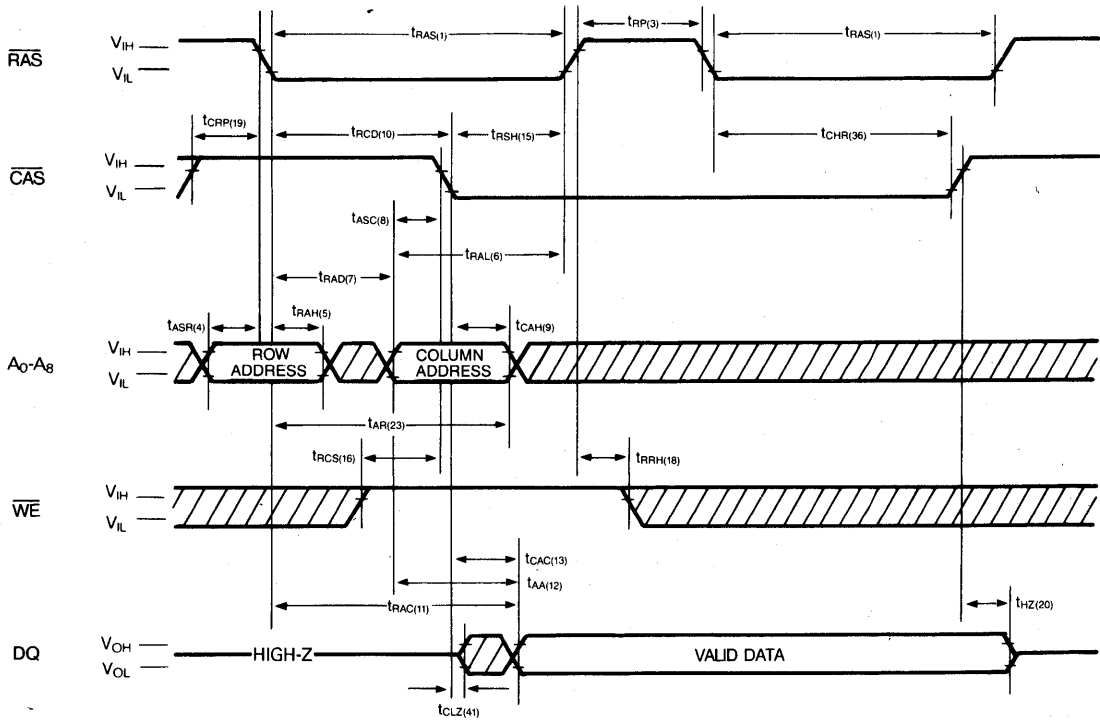 tRAS(1) tRP(3) tRAS(1)
RAS VIH
VIL
tCRP(19) tRCD(10) tRSH(15) tCHR(36)
CAS VIH
VIL
tASC(8)
tRAL(6)
tRAD(7)
tASR(4) tRAH(5) tCAH(9)
A0-A8 VIH ROW ADDRESS COLUMN ADDRESS
VIL
tAR(23)
tRCS(16) tRRH(18)
WE VIH
VIL
tCAC(13)
tAA(12)
tRAC(11) tHZ(20)
DQ VOH HIGH-Z VALID DATA
VOL
tCLZ(41)